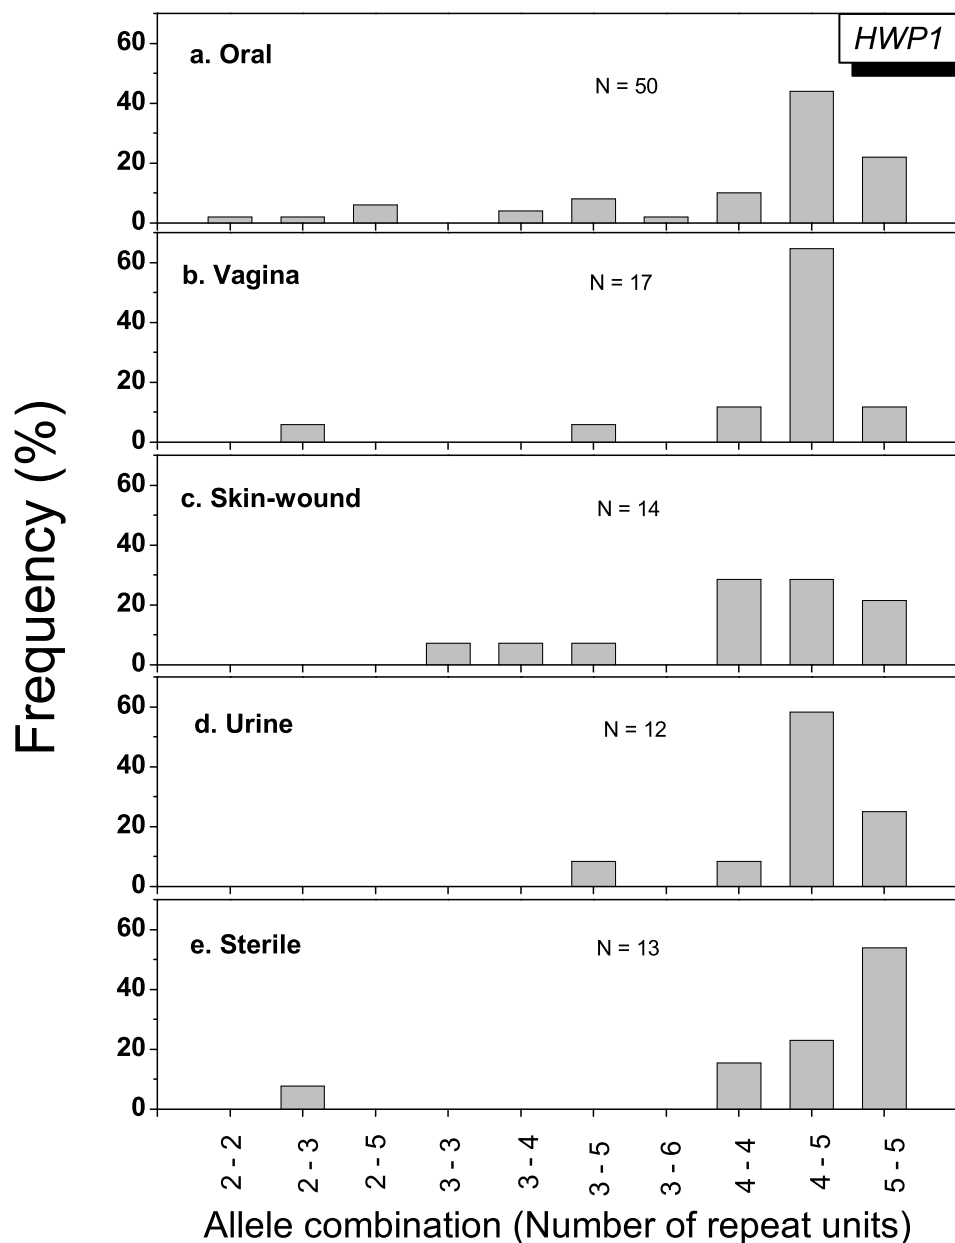 HWP1
a. Oral
N = 50
60
40
20
0
b. Vagina
N = 17
60
40
20
0
c. Skin-wound
N = 14
60
40
20
0
d. Urine
N = 12
60
40
20
0
e. Sterile
N = 13
60
40
20
0
Frequency (%)
2 - 2
2 - 3
2 - 5
3 - 3
3 - 4
3 - 5
3 - 6
4 - 4
4 - 5
5 - 5
Allele combination (Number of repeat units)